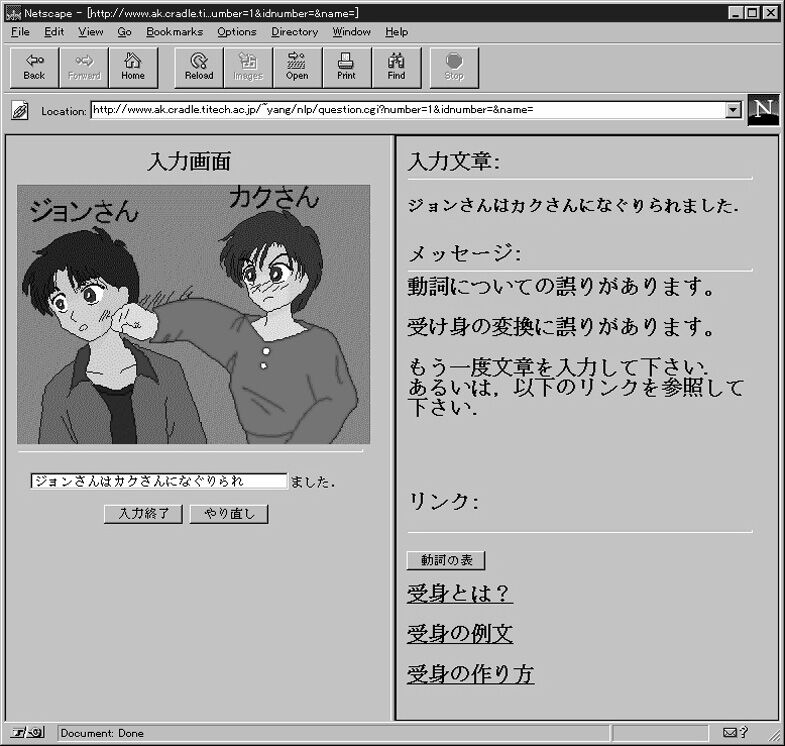 Netscape - [http://www.ak.cradle.ti...umber=1&idnumber=&name=]
File Edit View Go Bookmarks Options Directory Window Help
Back Forward Home Reload Images Open Print Find Stop
Location: http://www.ak.cradle.titech.ac.jp/~yang/nlp/question.cgi?number=1&idnumber=&name=
N
入力画面
ジョンさん
カクさん
ジョンさんはカクさんになぐりられ ました.
入力終了 やり直し
入力文章:
ジョンさんはカクさんになぐりられました.
メッセージ:
動詞についての誤りがあります。
受け身の変換に誤りがあります。
もう一度文章を入力して下さい.
あるいは, 以下のリンクを参照して
下さい.
リンク:
動詞の表
受身とは？
受身の例文
受身の作り方
Document: Done